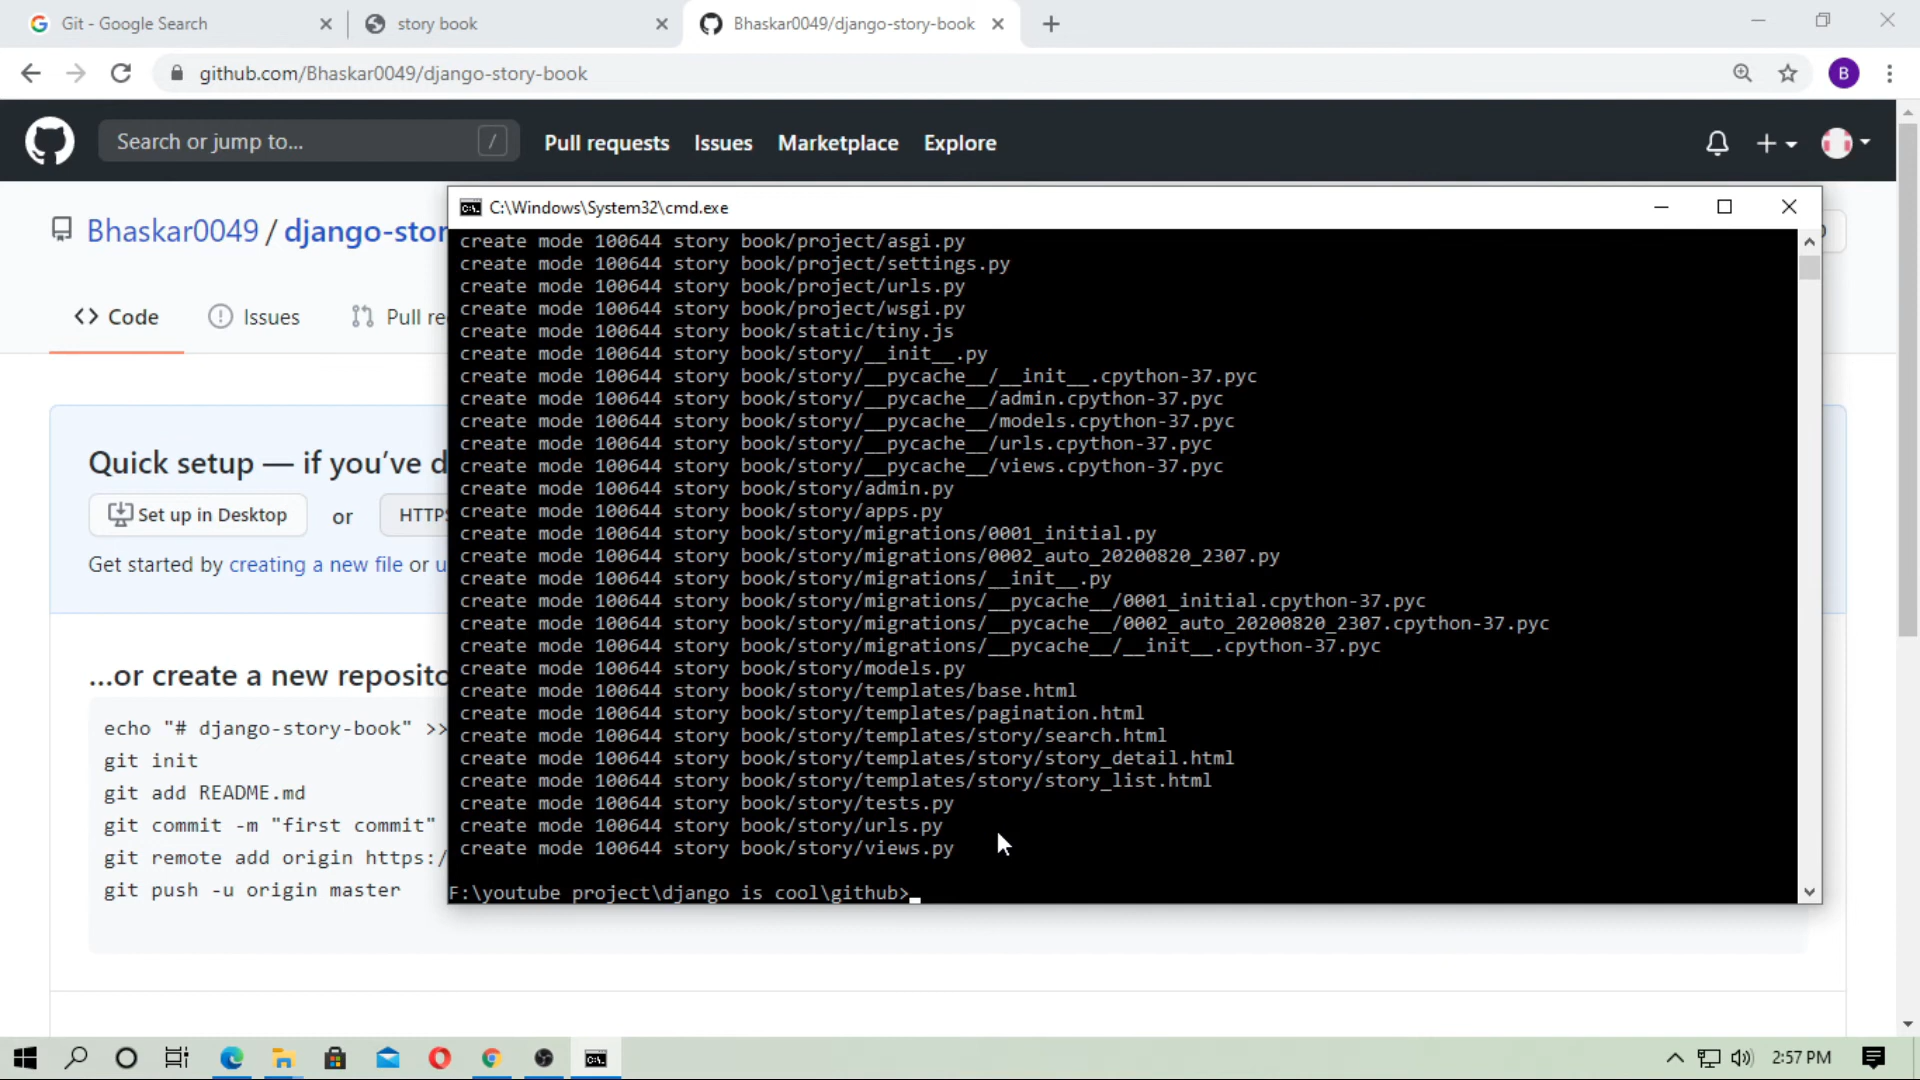 Git - Google Search
story book
Bhaskar0049/django-story-book
github.com/Bhaskar0049/django-story-book
B
Search or jump to...
/
Pull requests
Issues
Marketplace
Explore
Bhaskar0049 / django-stor
C:\Windows\System32\cmd.exe
<> Code
Issues
Pull re
create mode 100644 story book/project/asgi.py
create mode 100644 story book/project/settings.py
create mode 100644 story book/project/urls.py
create mode 100644 story book/project/wsgi.py
create mode 100644 story book/static/tiny.js
create mode 100644 story book/story/__init__.py
create mode 100644 story book/story/__pycache__/__init__.cpython-37.pyc
create mode 100644 story book/story/__pycache__/admin.cpython-37.pyc
create mode 100644 story book/story/__pycache__/models.cpython-37.pyc
create mode 100644 story book/story/__pycache__/urls.cpython-37.pyc
create mode 100644 story book/story/__pycache__/views.cpython-37.pyc
create mode 100644 story book/story/admin.py
create mode 100644 story book/story/apps.py
create mode 100644 story book/story/migrations/0001_initial.py
create mode 100644 story book/story/migrations/0002_auto_20200820_2307.py
create mode 100644 story book/story/migrations/__init__.py
create mode 100644 story book/story/migrations/__pycache__/0001_initial.cpython-37.pyc
create mode 100644 story book/story/migrations/__pycache__/0002_auto_20200820_2307.cpython-37.pyc
create mode 100644 story book/story/migrations/__pycache__/__init__.cpython-37.pyc
create mode 100644 story book/story/models.py
create mode 100644 story book/story/templates/base.html
create mode 100644 story book/story/templates/pagination.html
create mode 100644 story book/story/templates/story/search.html
create mode 100644 story book/story/templates/story/story_detail.html
create mode 100644 story book/story/templates/story/story_list.html
create mode 100644 story book/story/tests.py
create mode 100644 story book/story/urls.py
create mode 100644 story book/story/views.py
F:\youtube project\django is cool\github>_
Quick setup — if you've d
Set up in Desktop
or
HTTPS
Get started by creating a new file or u
...or create a new reposito
echo "# django-story-book" >>
git init
git add README.md
git commit -m "first commit"
git remote add origin https:/
git push -u origin master
2:57 PM